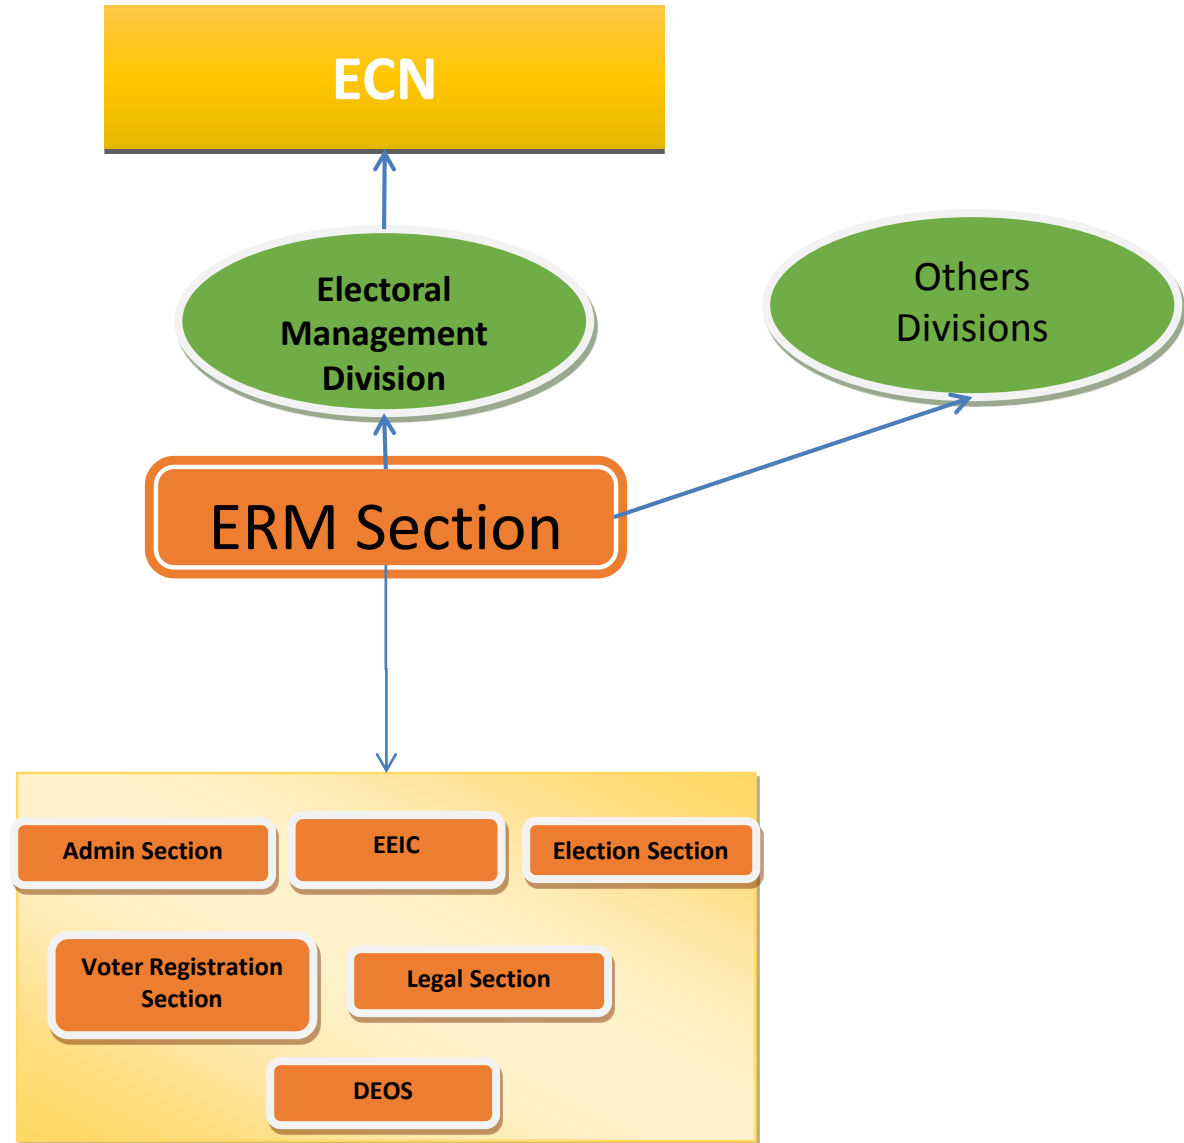 ECN
Electoral
Management
Division
Others
Divisions
ERM Section
Admin Section
EEIC
Election Section
Voter Registration
Section
Legal Section
DEOS